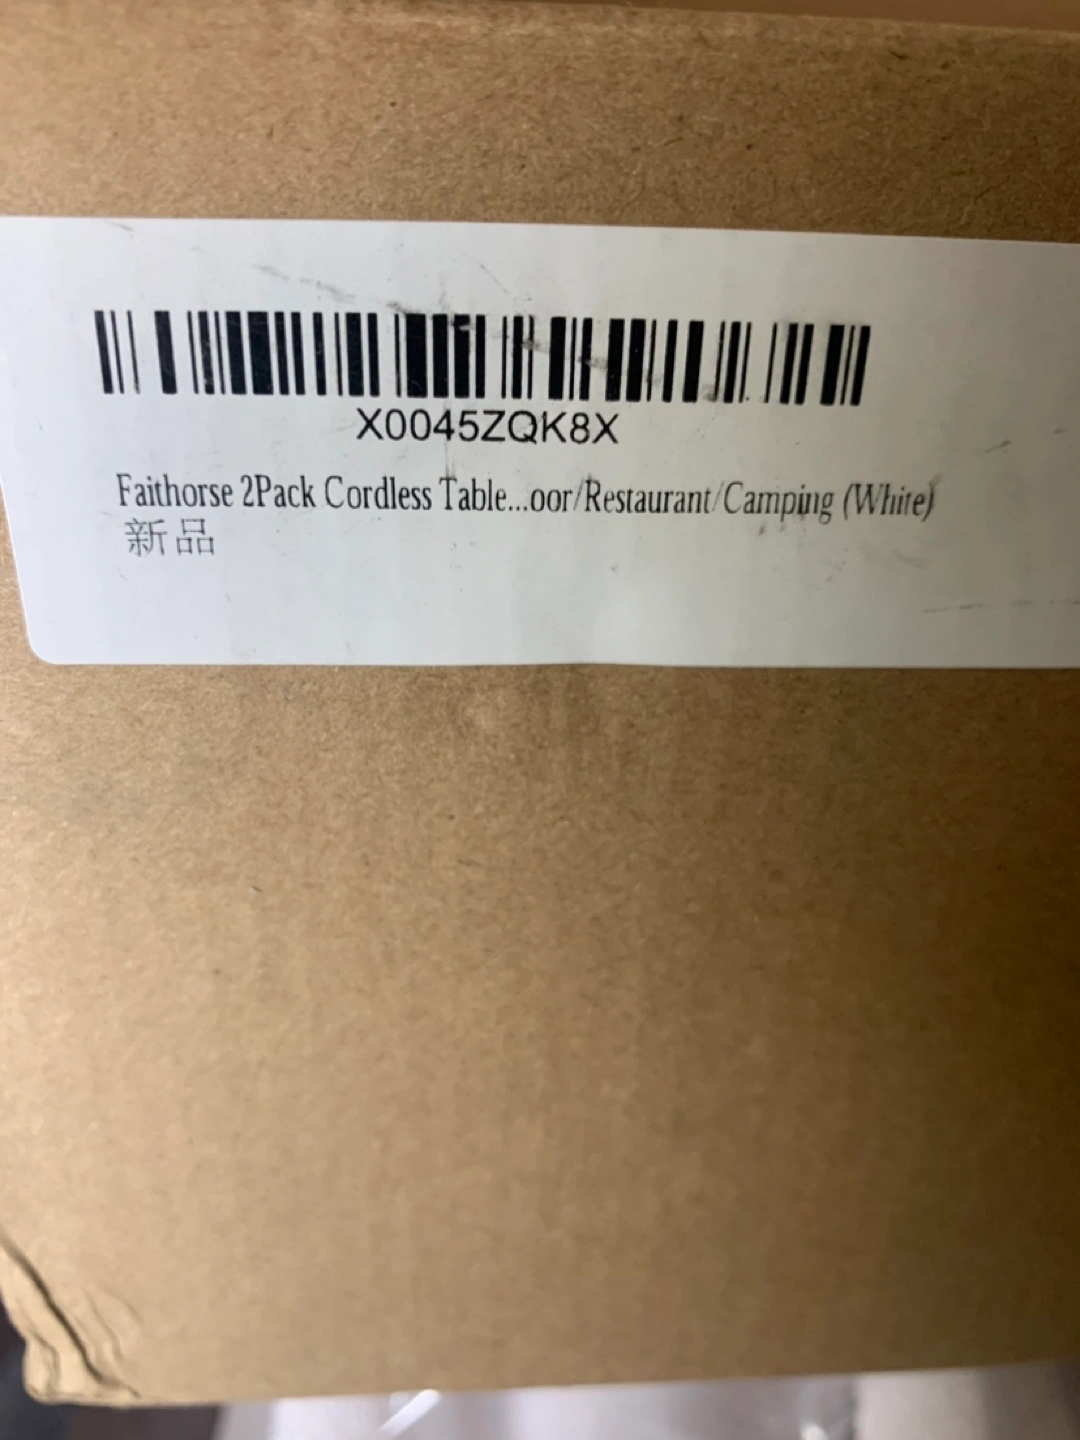 X0045ZQK8X
Faithorse 2Pack Cordless Table...oor/Restaurant/Camping (White)
新品